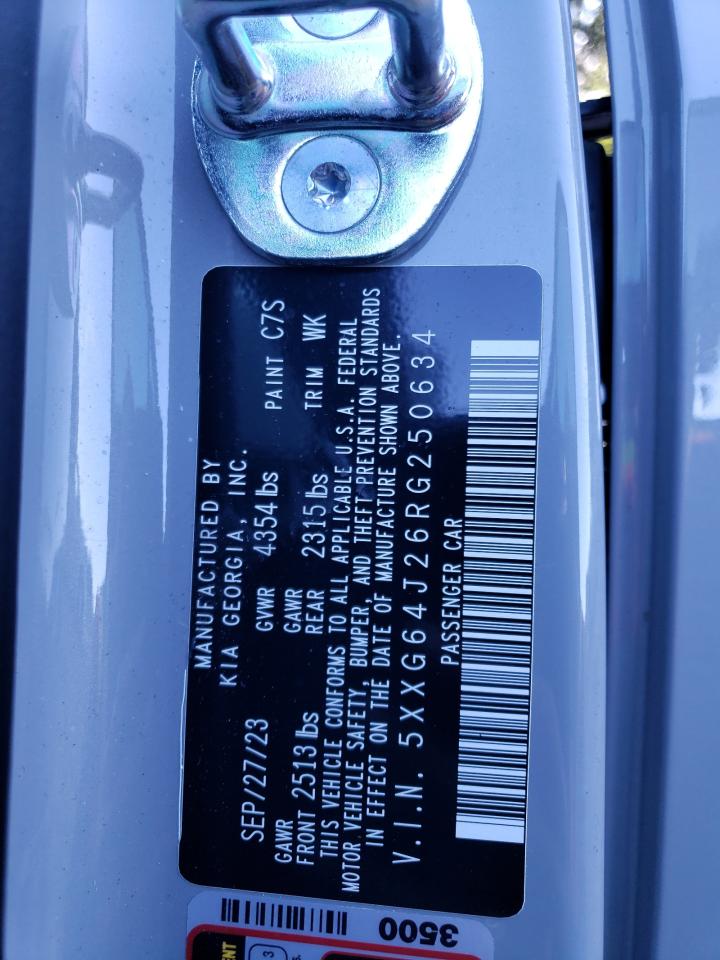 MANUFACTURED BY
KIA GEORGIA, INC.
SEP/27/23 GVWR 4354 lbs PAINT C7S
GAWR FRONT 2513 lbs GAWR REAR 2315 lbs TRIM WK
THIS VEHICLE CONFORMS TO ALL APPLICABLE U.S.A. FEDERAL
MOTOR VEHICLE SAFETY, BUMPER, AND THEFT PREVENTION STANDARDS
IN EFFECT ON THE DATE OF MANUFACTURE SHOWN ABOVE.
V.I.N. 5XXG64J26RG250634
PASSENGER CAR
3500
3